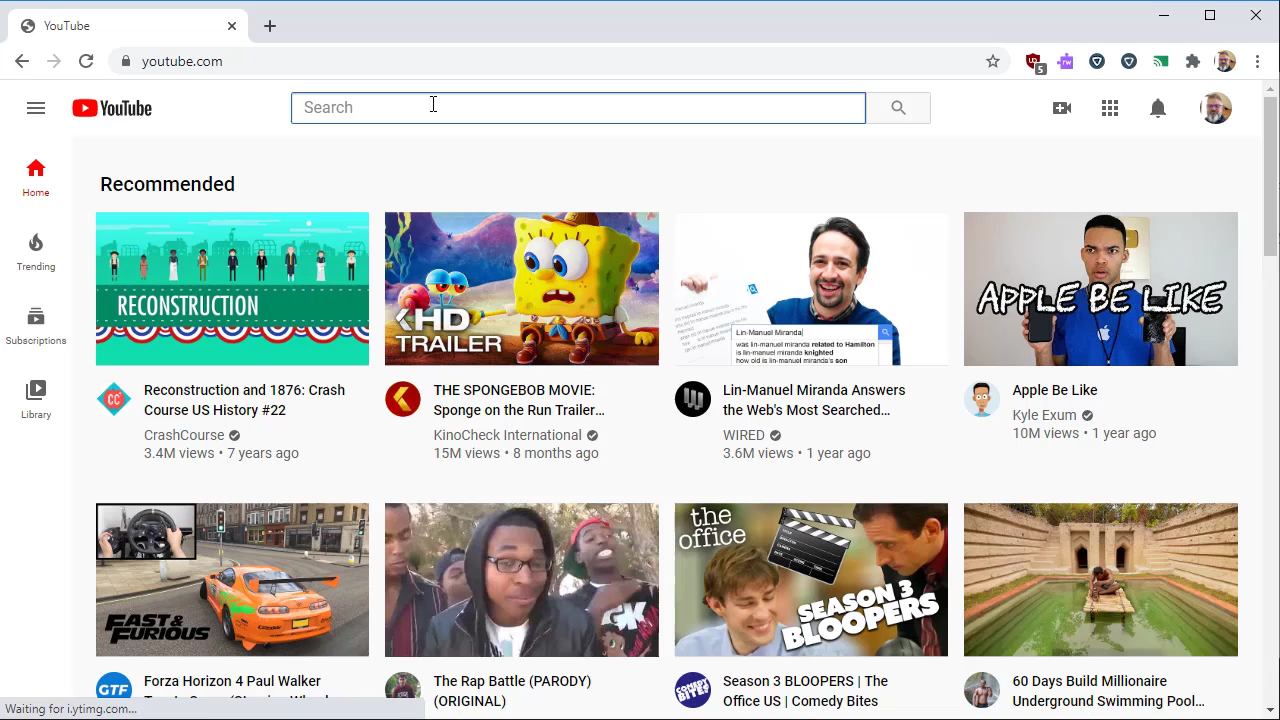 YouTube
youtube.com
5
YouTube
Search
Home
Trending
Subscriptions
Library
Recommended
RECONSTRUCTION
HD
TRAILER
Lin-Manuel Miranda
was lin-manuel miranda related to Hamilton
is lin-manuel miranda knighted
how old is lin-manuel miranda's son
APPLE BE LIKE
CC
Reconstruction and 1876: Crash
Course US History #22
CrashCourse
3.4M views • 7 years ago
THE SPONGEBOB MOVIE:
Sponge on the Run Trailer...
KinoCheck International
15M views • 8 months ago
Lin-Manuel Miranda Answers
the Web's Most Searched...
WIRED
3.6M views • 1 year ago
Apple Be Like
Kyle Exum
10M views • 1 year ago
FAST &
FURIOUS
the
office
SEASON 3
BLOOPERS
GTF
Forza Horizon 4 Paul Walker
The Rap Battle (PARODY)
(ORIGINAL)
COMEDY
BITES
Season 3 BLOOPERS | The
Office US | Comedy Bites
60 Days Build Millionaire
Underground Swimming Pool...
Waiting for i.ytimg.com...